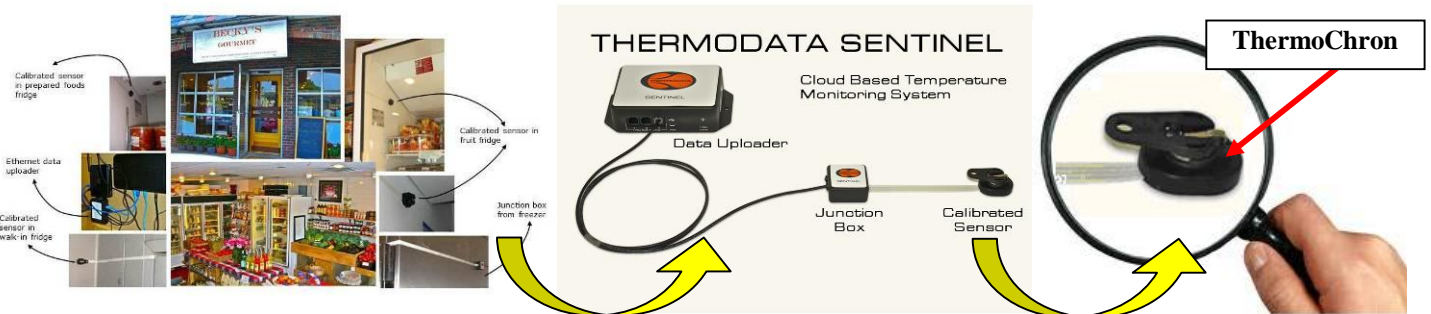 BECKY'S
GOURMET
Calibrated sensor
in prepared foods
fridge
Calibrated sensor in
fruit fridge
Ethernet data
uploader
Calibrated
sensor in
walk-in fridge
Junction box
from freezer
THERMODATA SENTINEL
Cloud Based Temperature
Monitoring System
SENTINEL
Data Uploader
SENTINEL
Junction
Box
Calibrated
Sensor
ThermoChron